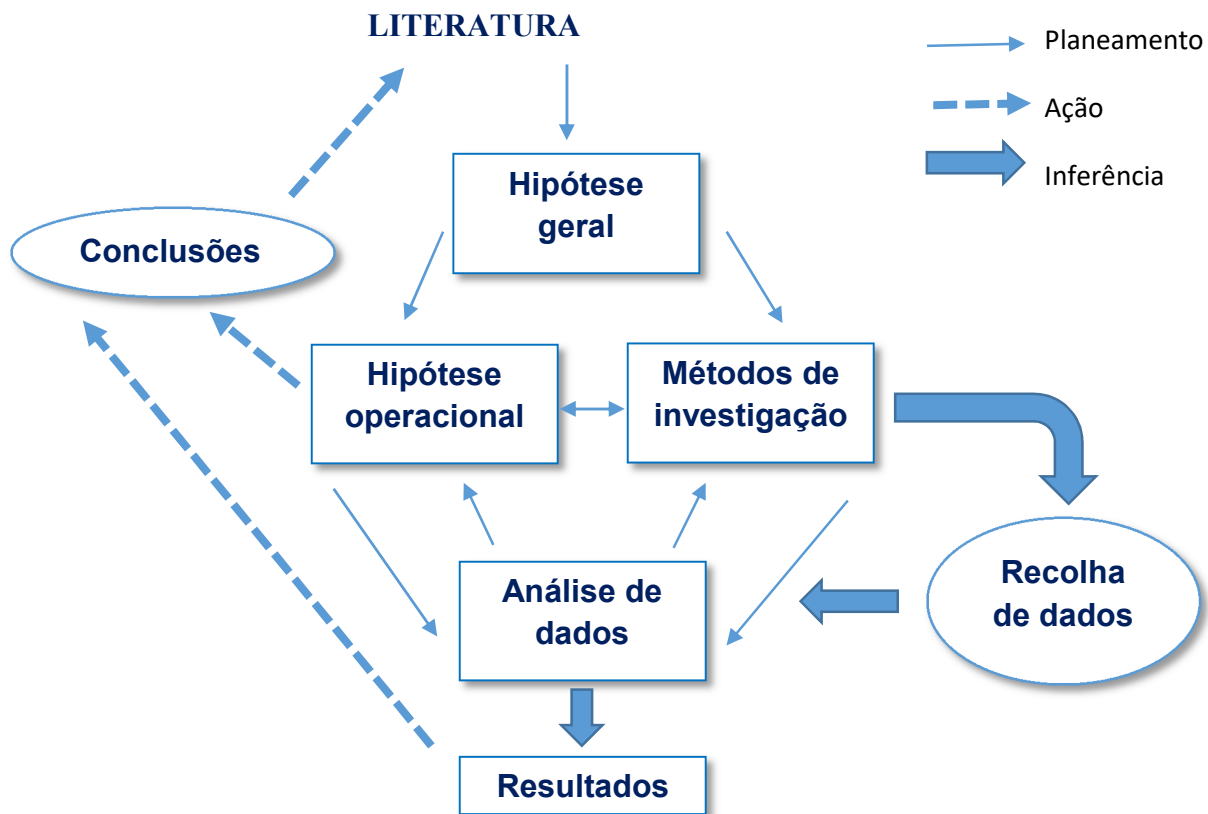 LITERATURA
Planeamento
Ação
Inferência
Hipótese
geral
Conclusões
Hipótese
operacional
Métodos de
investigação
Recolha
de dados
Análise de
dados
Resultados